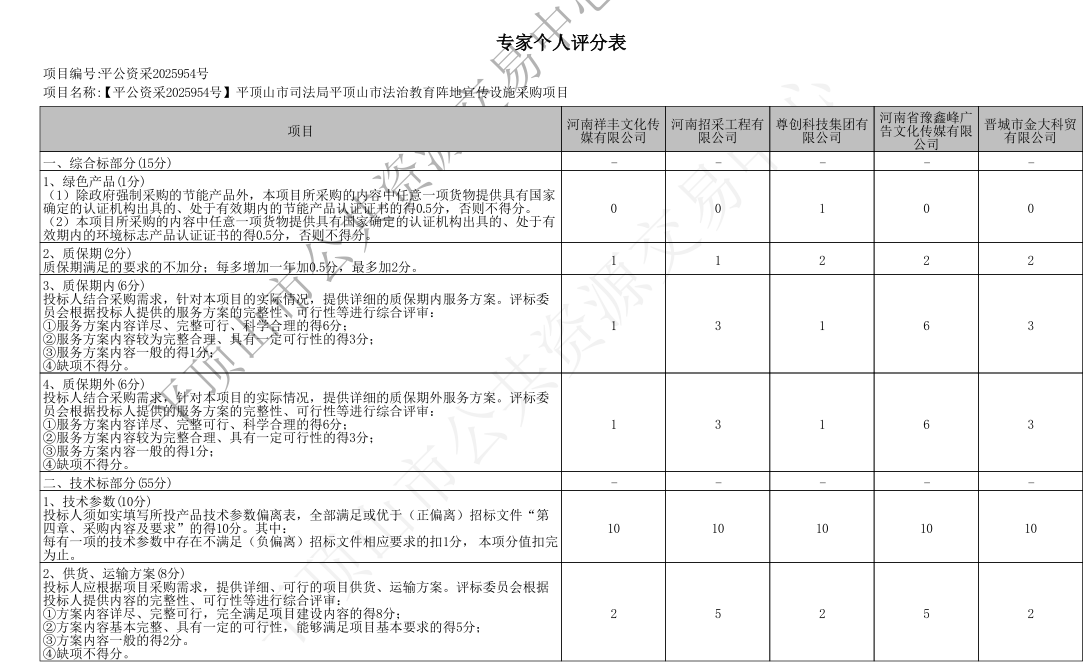 专家个人评分表
项目编号:平公资采2025954号
项目名称:【平公资采2025954号】平顶山市司法局平顶山市法治教育阵地宣传设施采购项目
项目 河南祥丰文化传媒有限公司 河南招采工程有限公司 尊创科技集团有限公司 河南省豫鑫峰广告文化传媒有限公司 晋城市金大科贸有限公司
一、综合标部分(15分) – – – – –
1、绿色产品(1分)
(1)除政府强制采购的节能产品外,本项目所采购的内容中任意一项货物提供具有国家
确定的认证机构出具的、处于有效期内的节能产品认证证书的得0.5分,否则不得分。
(2)本项目所采购的内容中任意一项货物提供具有国家确定的认证机构出具的、处于有
效期内的环境标志产品认证证书的得0.5分,否则不得分。
0 0 1 0 0
2、质保期(2分)
质保期满足的要求的不加分;每多增加一年加0.5分,最多加2分。
1 1 2 2 2
3、质保期内(6分)
投标人结合采购需求,针对本项目的实际情况,提供详细的质保期内服务方案。评标委
员会根据投标人提供的服务方案的完整性、可行性等进行综合评审:
①服务方案内容详尽、完整可行、科学合理的得6分;
②服务方案内容较为完整合理、具有一定可行性的得3分;
③服务方案内容一般的得1分;
④缺项不得分。
1 3 1 6 3
4、质保期外(6分)
投标人结合采购需求,针对本项目的实际情况,提供详细的质保期外服务方案。评标委
员会根据投标人提供的服务方案的完整性、可行性等进行综合评审:
①服务方案内容详尽、完整可行、科学合理的得6分;
②服务方案内容较为完整合理、具有一定可行性的得3分;
③服务方案内容一般的得1分;
④缺项不得分。
1 3 1 6 3
二、技术标部分(55分) – – – – –
1、技术参数(10分)
投标人须如实填写所投产品技术参数偏离表,全部满足或优于(正偏离)招标文件“第
四章、采购内容及要求”的得10分。其中:
每有一项的技术参数中存在不满足(负偏离)招标文件相应要求的扣1分, 本项分值扣完
为止。
10 10 10 10 10
2、供货、运输方案(8分)
投标人应根据项目采购需求,提供详细、可行的项目供货、运输方案。评标委员会根据
投标人提供内容的完整性、可行性等进行综合评审:
①方案内容详尽、完整可行,完全满足项目建设内容的得8分;
②方案内容基本完整、具有一定的可行性,能够满足项目基本要求的得5分;
③方案内容一般的得2分。
④缺项不得分。
2 5 2 5 2
平顶山市公共资源交易中心
平顶山市公共资源交易中心